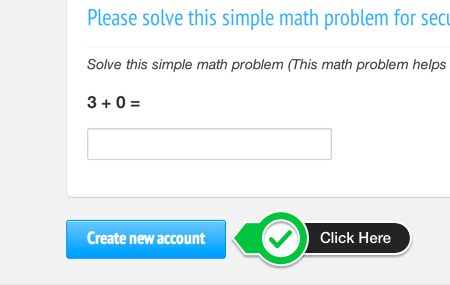 Please solve this simple math problem for secu
Solve this simple math problem (This math problem helps
3 + 0 =
Create new account
Click Here